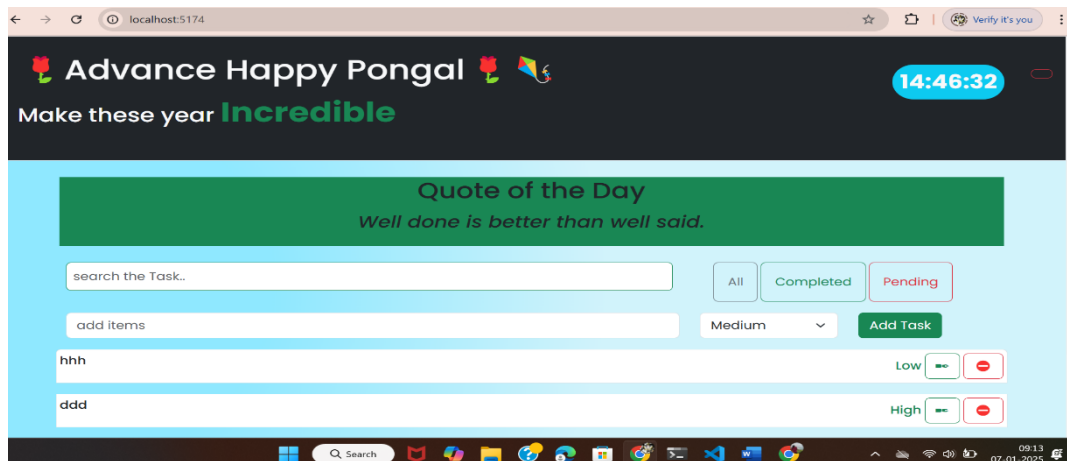 localhost:5174
Verify it's you
Advance Happy Pongal
14:46:32
Make these year Incredible
Quote of the Day
Well done is better than well said.
search the Task..
All
Completed
Pending
add items
Medium
Add Task
hhh
Low
ddd
High
Search
09:13
07-01-2025